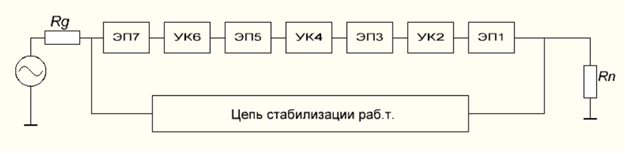 Rg
ЭП7 УК6 ЭП5 УК4 ЭП3 УК2 ЭП1
Rn
Цепь стабилизации раб.т.